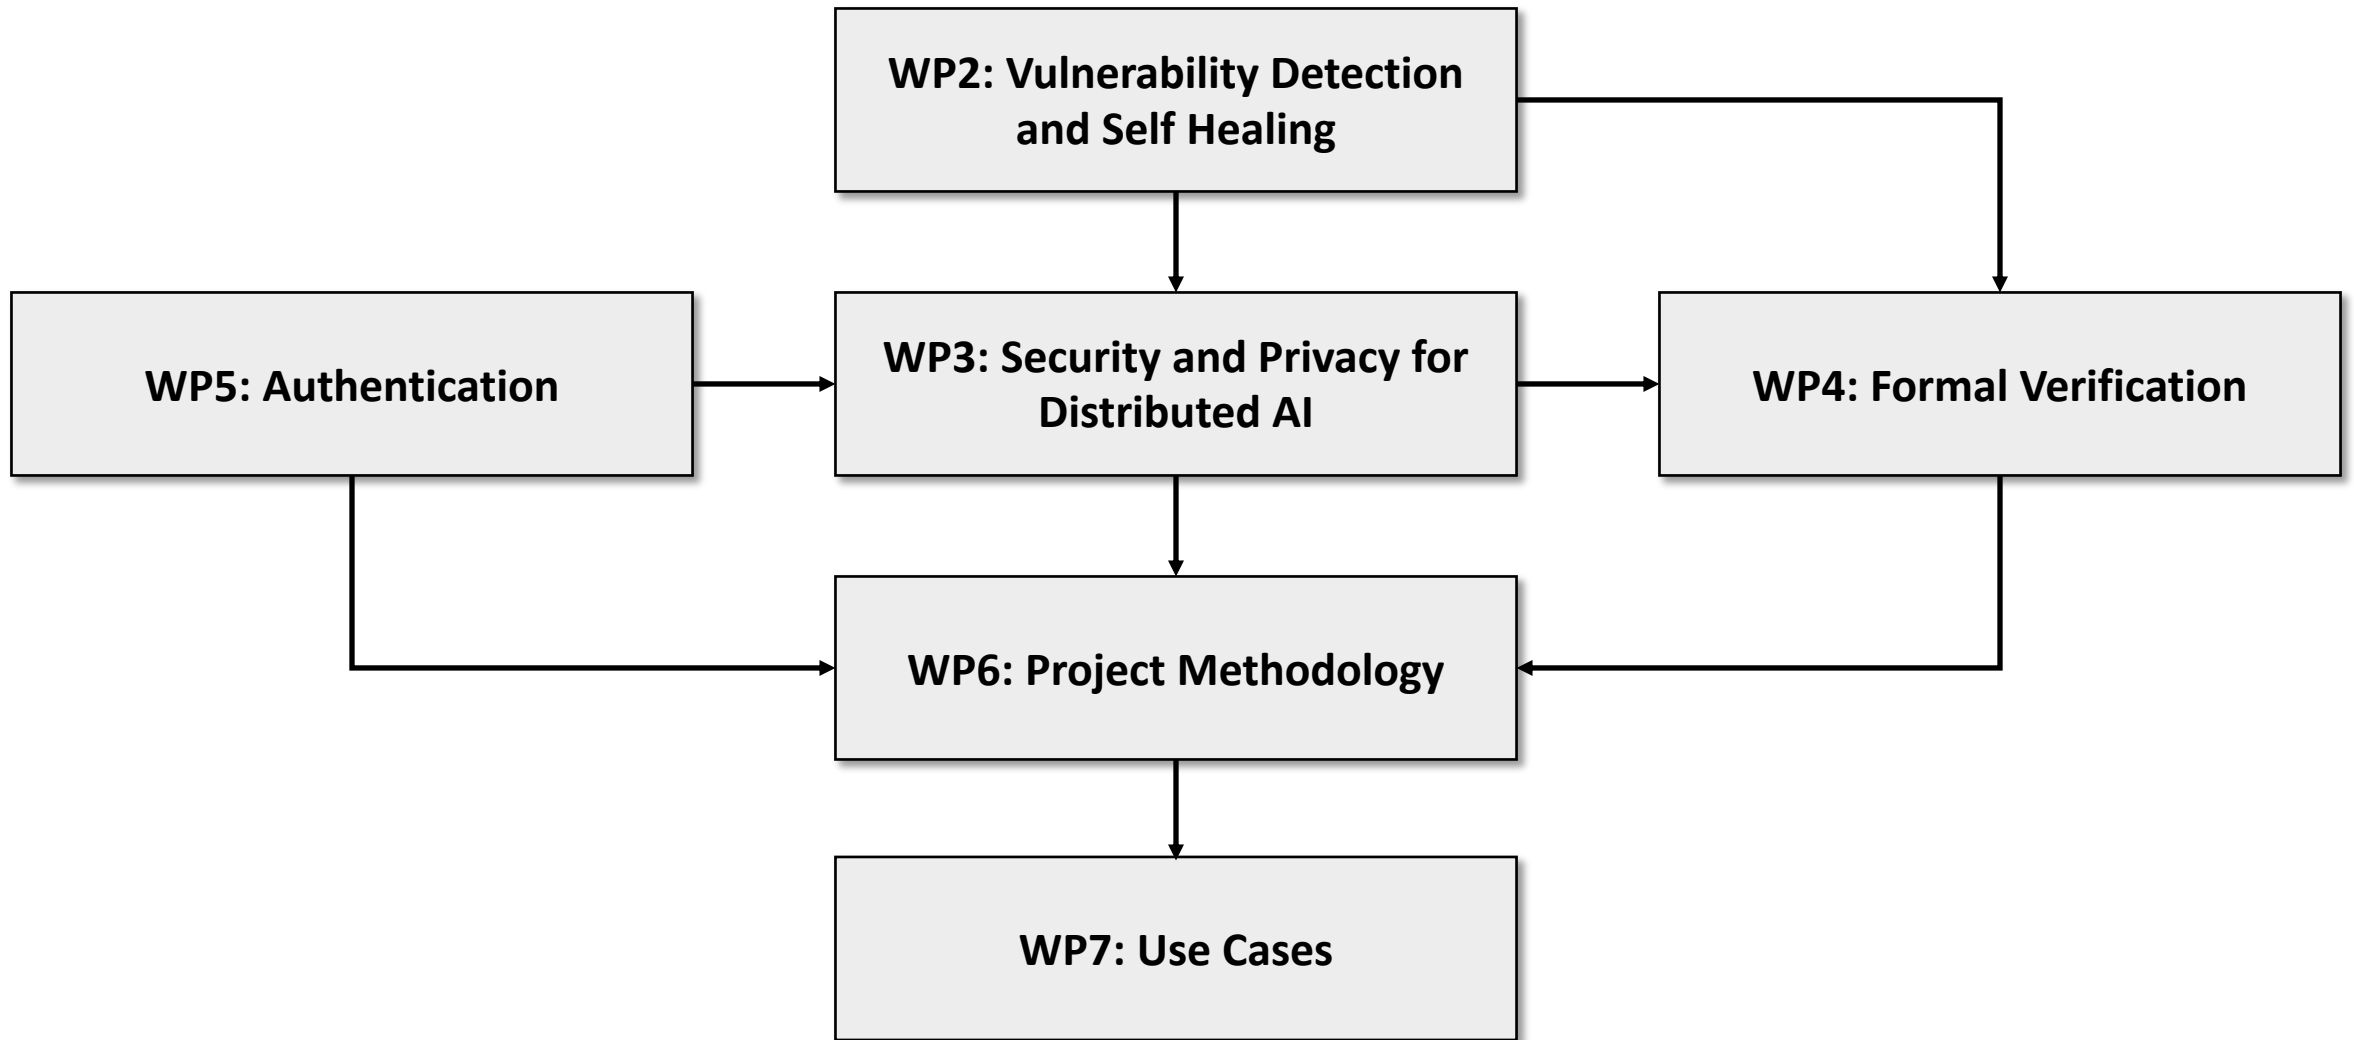 WP2: Vulnerability Detection
and Self Healing
WP5: Authentication
WP3: Security and Privacy for
Distributed AI
WP4: Formal Verification
WP6: Project Methodology
WP7: Use Cases